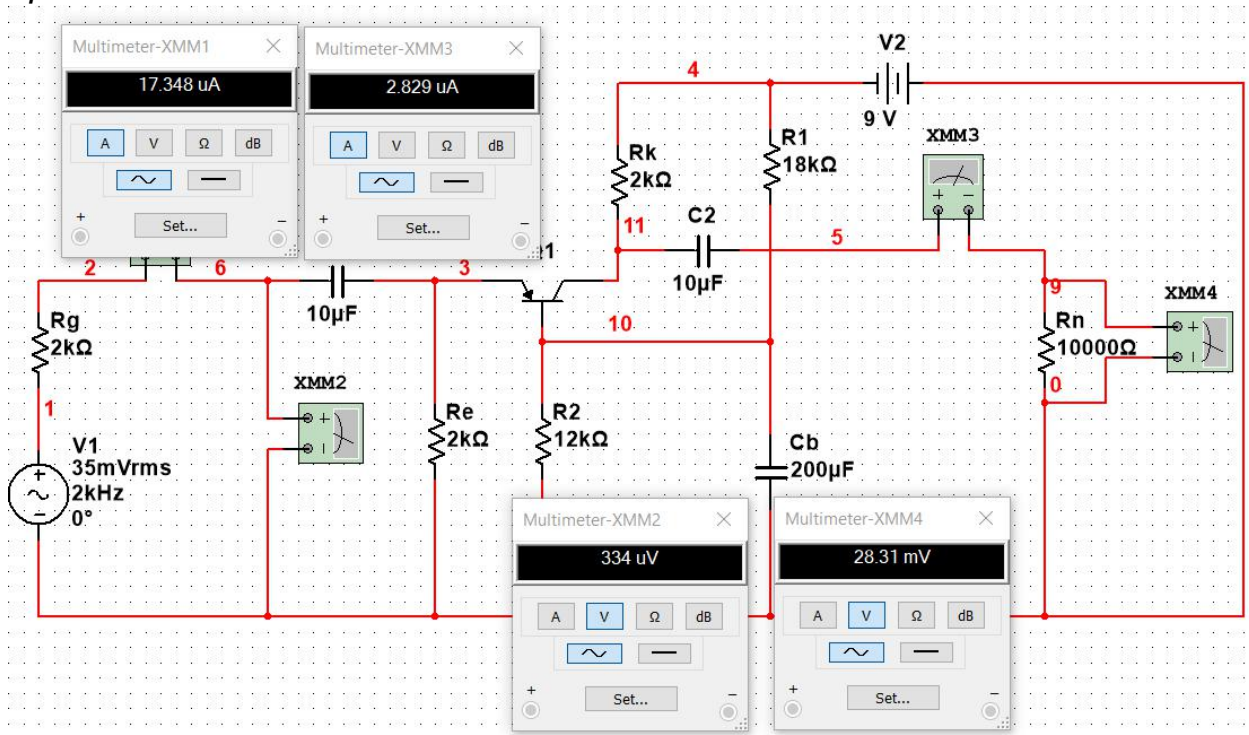 Multimeter-XMM1
17.348 uA
A V Ω dB
+ Set... −
Multimeter-XMM3
2.829 uA
A V Ω dB
+ Set... −
V2
9 V
4
Rk
2kΩ
R1
18kΩ
XMM3
+ −
11
C2
10µF
5
2
6
10µF
3
1
10
9
XMM4
+
Rg
2kΩ
Rn
10000Ω
0
XMM2
+
1
V1
35mVrms
2kHz
0°
Re
2kΩ
R2
12kΩ
Cb
200µF
Multimeter-XMM2
334 uV
A V Ω dB
+ Set... −
Multimeter-XMM4
28.31 mV
A V Ω dB
+ Set... −